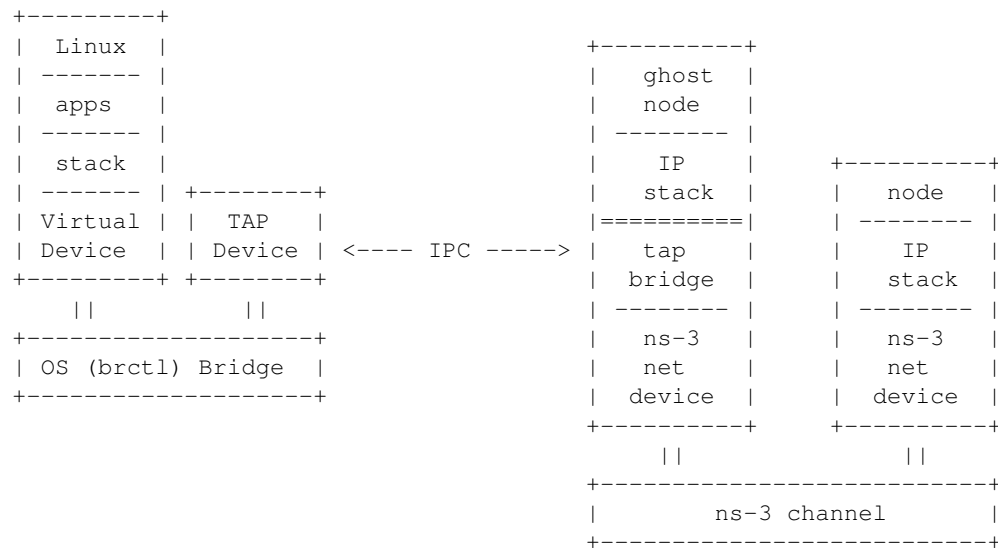 Linux
apps
stack
Virtual
Device
TAP
Device
OS (brctl) Bridge
<---- IPC ----->
ghost
node
IP
stack
tap
bridge
ns-3
net
device
node
IP
stack
ns-3
net
device
ns-3 channel